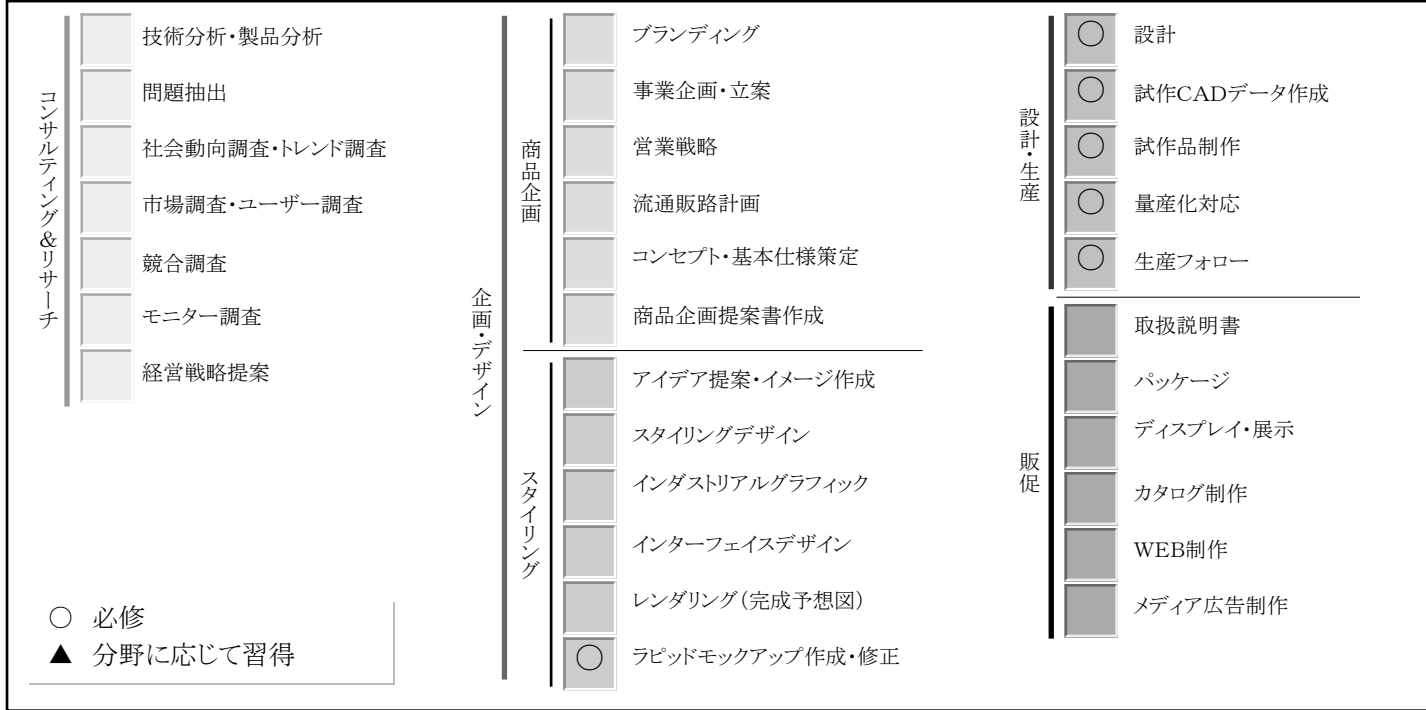 コンサルティング&リサーチ
技術分析・製品分析
問題抽出
社会動向調査・トレンド調査
市場調査・ユーザー調査
競合調査
モニター調査
経営戦略提案
企画・デザイン
商品企画
ブランディング
事業企画・立案
営業戦略
流通販路計画
コンセプト・基本仕様策定
商品企画提案書作成
スタイリング
アイデア提案・イメージ作成
スタイリングデザイン
インダストリアルグラフィック
インターフェイスデザイン
レンダリング(完成予想図)
○ ラピッドモックアップ作成・修正
設計・生産
○ 設計
○ 試作CADデータ作成
○ 試作品制作
○ 量産化対応
○ 生産フォロー
販促
取扱説明書
パッケージ
ディスプレイ・展示
カタログ制作
WEB制作
メディア広告制作
○ 必修
▲ 分野に応じて習得